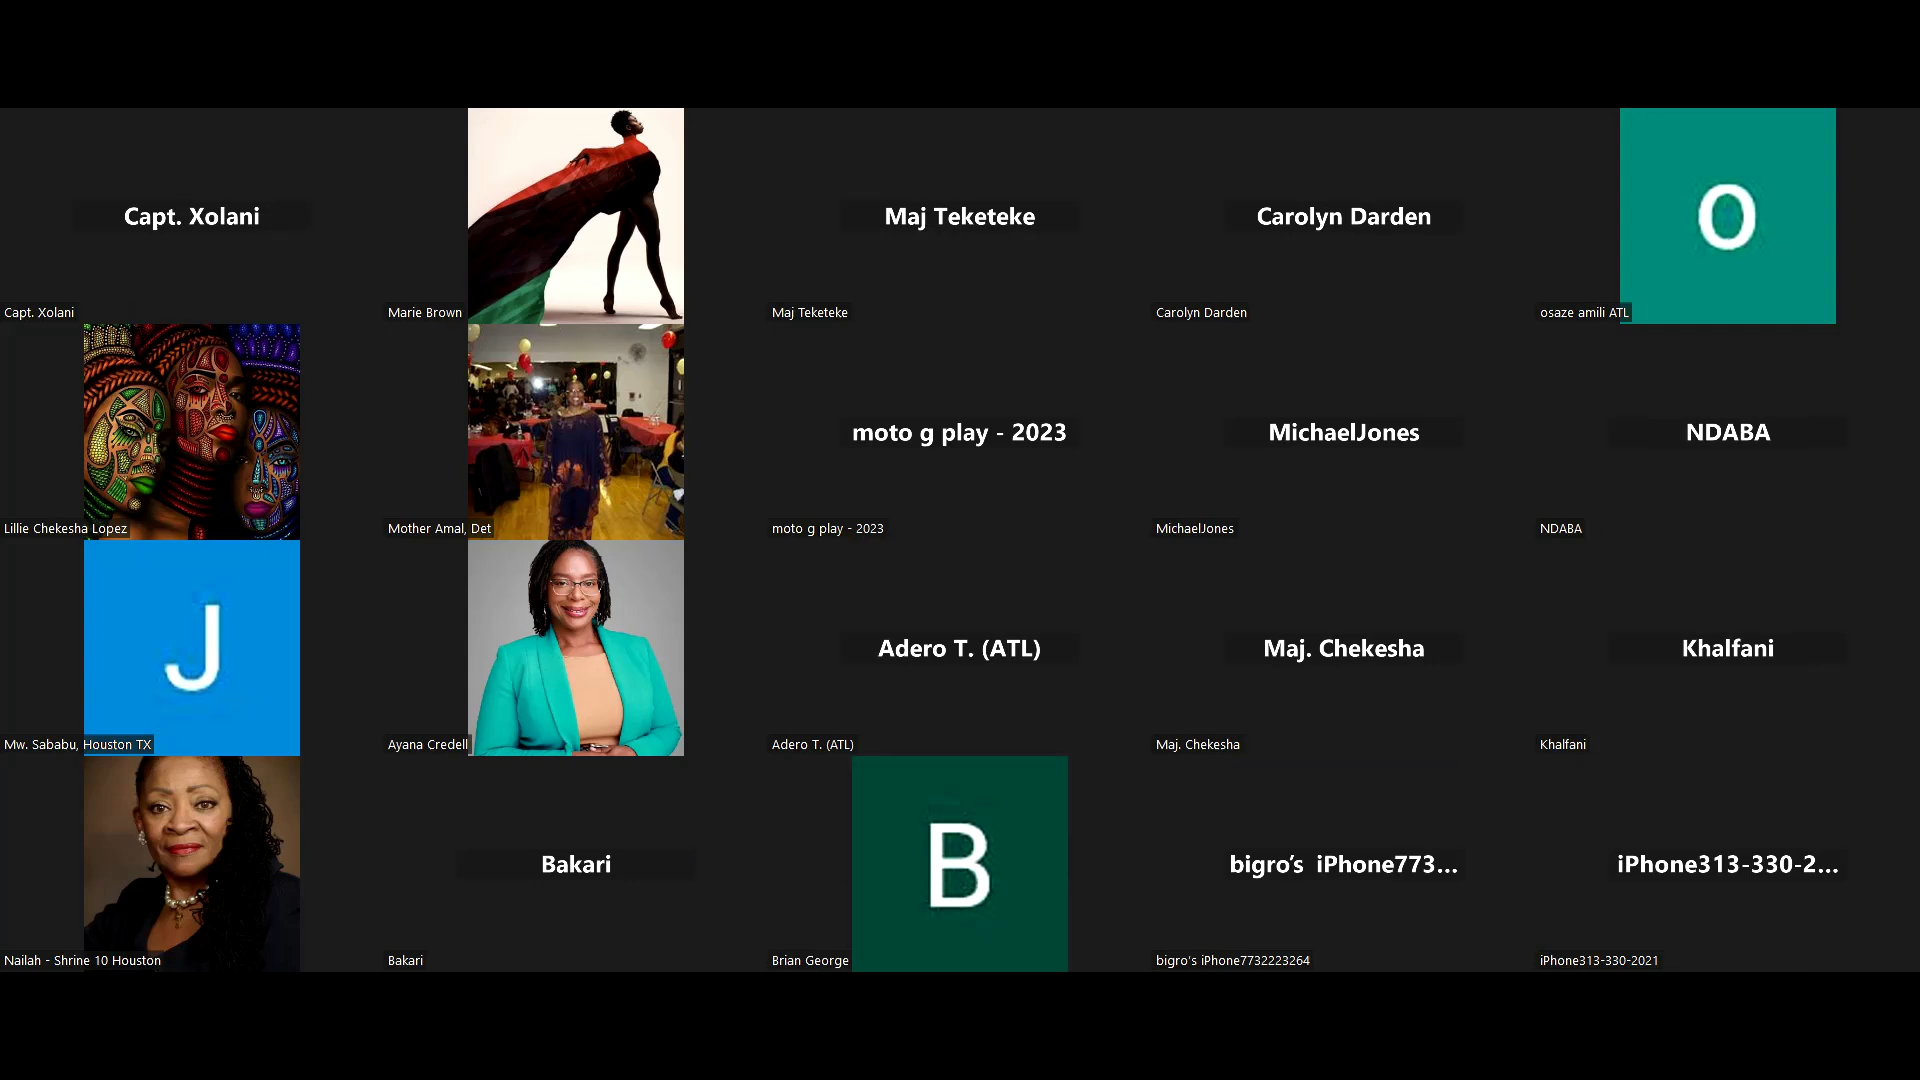 Capt. Xolani
Maj Teketeke
Carolyn Darden
O
Capt. Xolani
Marie Brown
Maj Teketeke
Carolyn Darden
osaze amili ATL
moto g play - 2023
MichaelJones
NDABA
Lillie Chekesha Lopez
Mother Amal, Det
moto g play - 2023
MichaelJones
NDABA
J
Adero T. (ATL)
Maj. Chekesha
Khalfani
Mw. Sababu, Houston TX
Ayana Credell
Adero T. (ATL)
Maj. Chekesha
Khalfani
Bakari
B
bigro's iPhone773...
iPhone313-330-2...
Nailah - Shrine 10 Houston
Bakari
Brian George
bigro's iPhone7732223264
iPhone313-330-2021